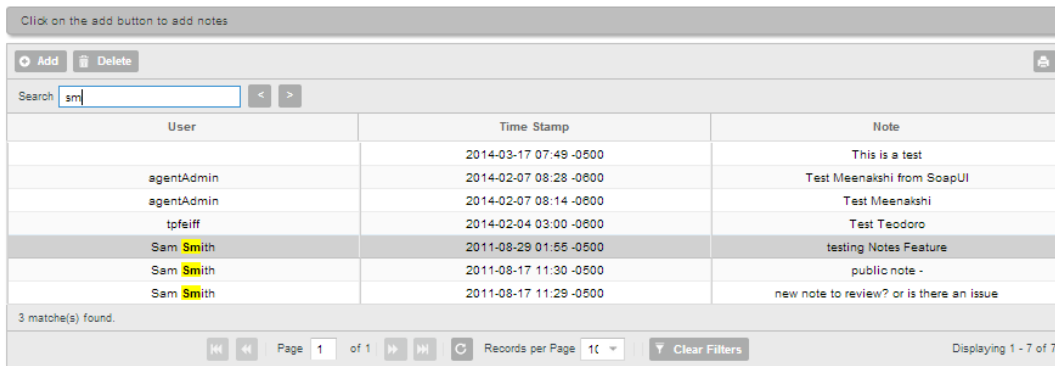 Click on the add button to add notes
Add Delete
Search sm < >
User Time Stamp Note
2014-03-17 07:49 -0500 This is a test
agentAdmin 2014-02-07 08:28 -0600 Test Meenakshi from SoapUI
agentAdmin 2014-02-07 08:14 -0600 Test Meenakshi
tpfeiff 2014-02-04 03:00 -0600 Test Teodoro
Sam Smith 2011-08-29 01:55 -0500 testing Notes Feature
Sam Smith 2011-08-17 11:30 -0500 public note -
Sam Smith 2011-08-17 11:29 -0500 new note to review? or is there an issue
3 matche(s) found.
Page 1 of 1 Records per Page 1( Clear Filters Displaying 1 - 7 of 7